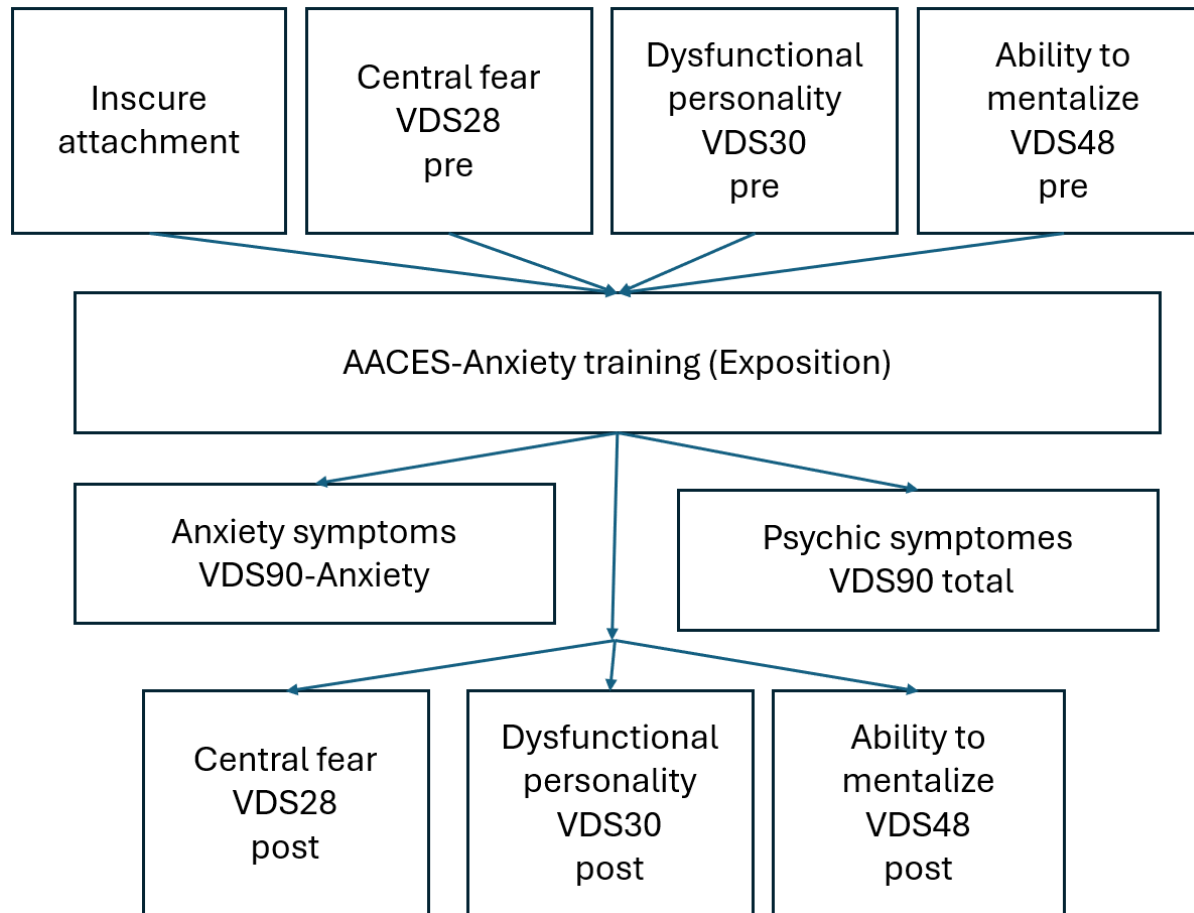 Inscure
attachment
Central fear
VDS28
pre
Dysfunctional
personality
VDS30
pre
Ability to
mentalize
VDS48
pre
AACES-Anxiety training (Exposition)
Anxiety symptoms
VDS90-Anxiety
Psychic symptomes
VDS90 total
Central fear
VDS28
post
Dysfunctional
personality
VDS30
post
Ability to
mentalize
VDS48
post